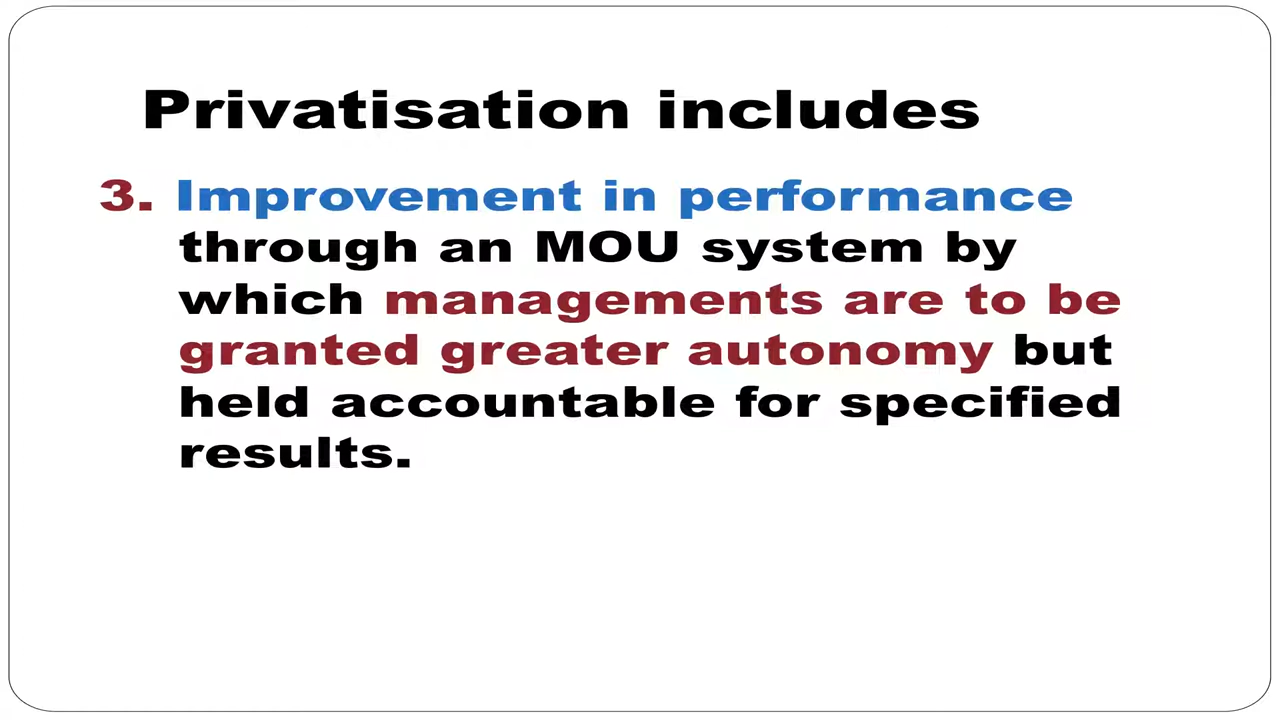 Privatisation includes
3. Improvement in performance
through an MOU system by
which managements are to be
granted greater autonomy but
held accountable for specified
results.